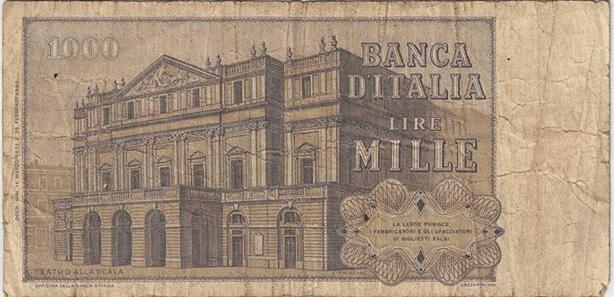 1000
BANCA
D'ITALIA
LIRE
MILLE
LA LEGGE PUNISCE
I FABBRICATORI E GLI SPACCIATORI
DI BIGLIETTI FALSI
TEATRO ALLA SCALA
OFFICINA DELLA BANCA D'ITALIA